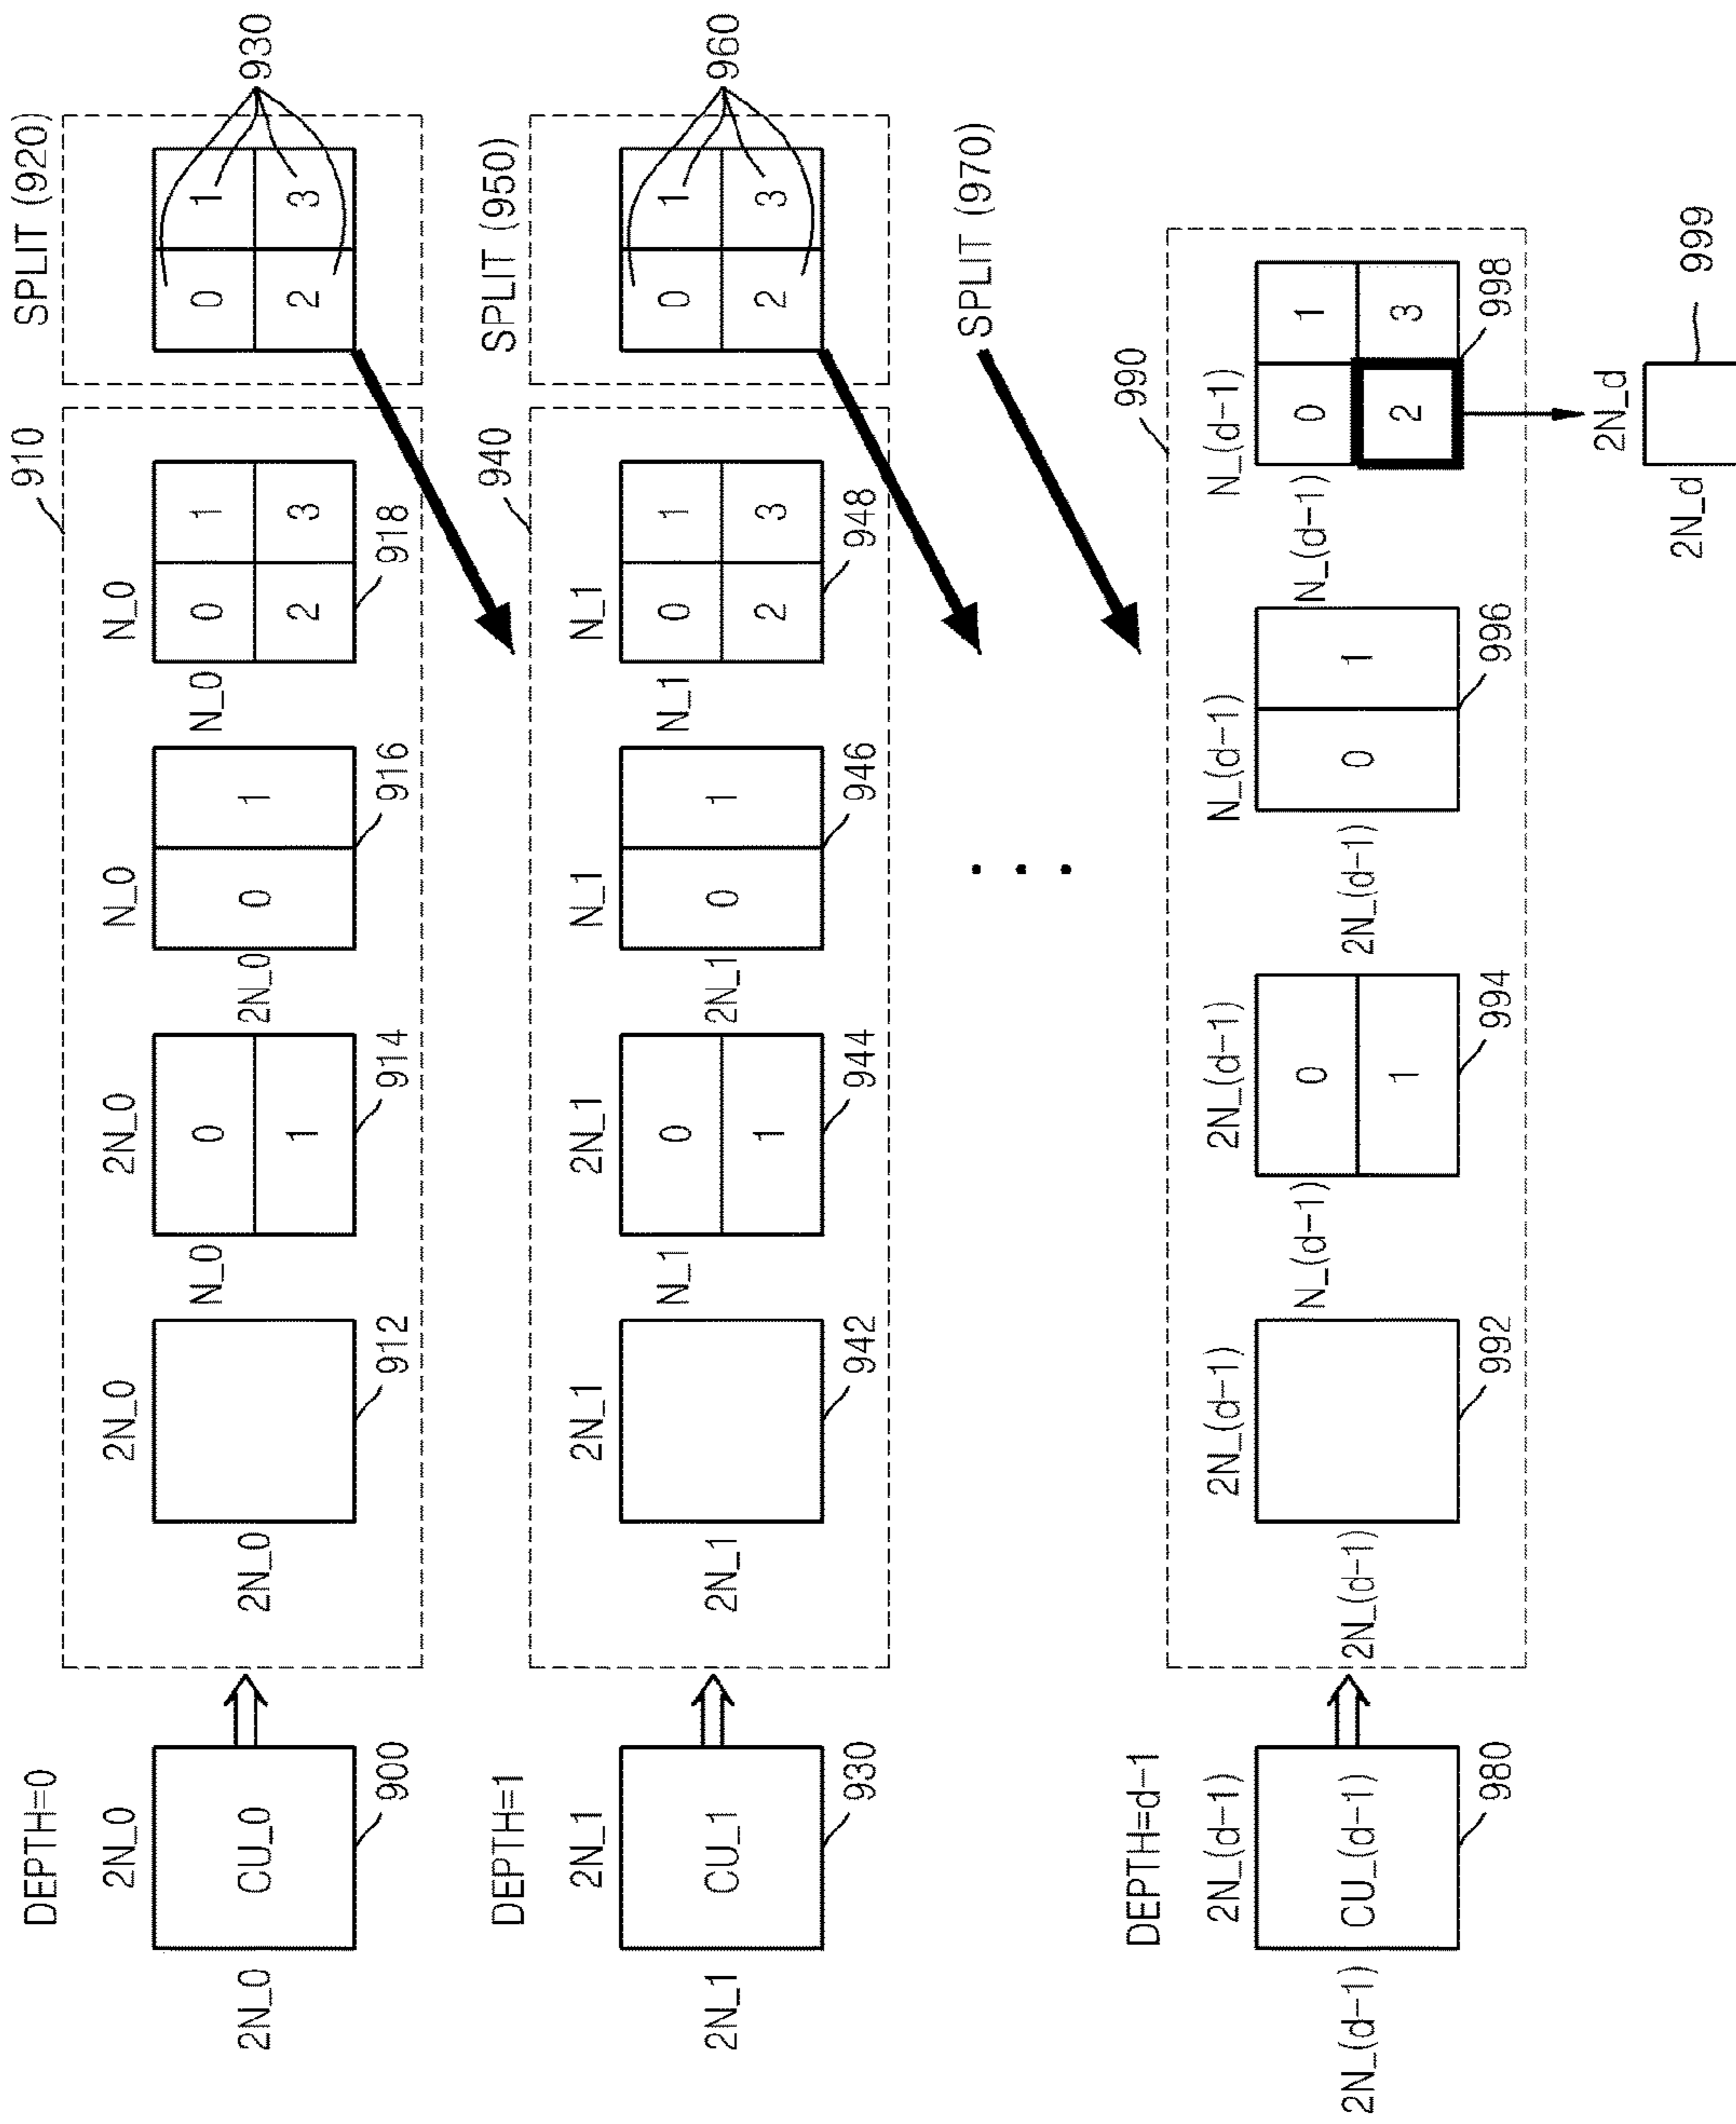 DEPTH=0
2N_0
2N_0
CU_0
900
910
2N_0
2N_0
912
2N_0
N_0
0
1
914
N_0
2N_0
0 1
916
N_0
N_0
0 1
2 3
918
SPLIT (920)
0 1
2 3
930
DEPTH=1
2N_1
2N_1
CU_1
930
940
2N_1
2N_1
942
2N_1
N_1
0
1
944
N_1
2N_1
0 1
946
N_1
N_1
0 1
2 3
948
SPLIT (950)
0 1
2 3
960
SPLIT (970)
DEPTH=d-1
2N_(d-1)
2N_(d-1)
CU_(d-1)
980
990
2N_(d-1)
2N_(d-1)
992
2N_(d-1)
N_(d-1)
0
1
994
N_(d-1)
2N_(d-1)
0 1
996
N_(d-1)
N_(d-1)
0 1
2 3
998
2N_d
2N_d
999